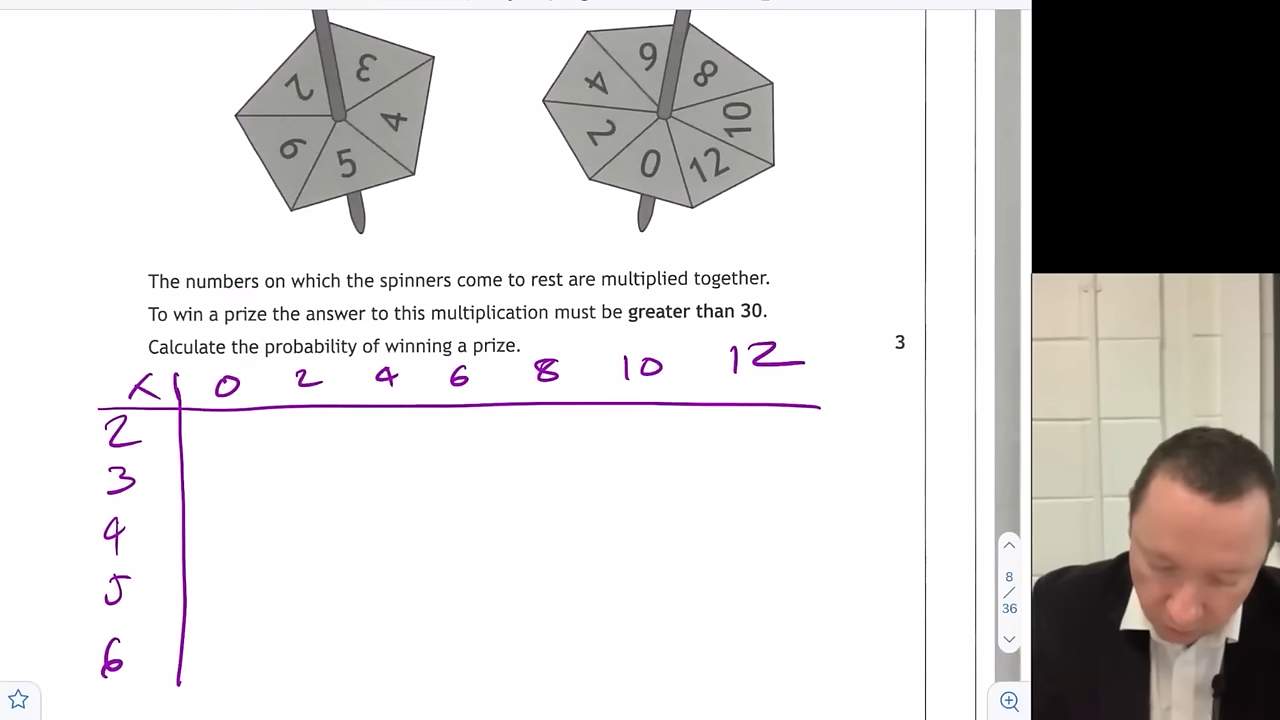 2 3 4 5 6
4 6 8 10 12 0 2
The numbers on which the spinners come to rest are multiplied together.
To win a prize the answer to this multiplication must be greater than 30.
Calculate the probability of winning a prize. 3
× 0 2 4 6 8 10 12
2
3
4
5
6
8
/
36